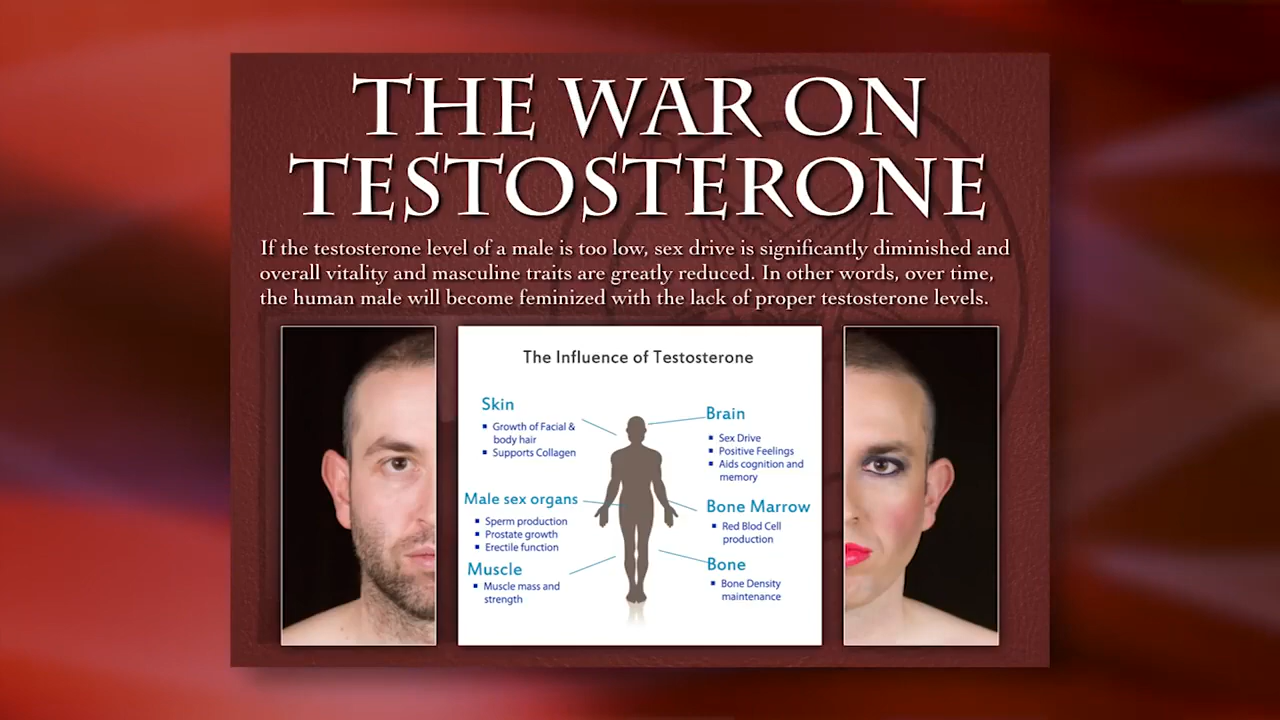 THE WAR ON
TESTOSTERONE
If the testosterone level of a male is too low, sex drive is significantly diminished and
overall vitality and masculine traits are greatly reduced. In other words, over time,
the human male will become feminized with the lack of proper testosterone levels.
The Influence of Testosterone
Skin
Growth of Facial &
body hair
Supports Collagen
Male sex organs
Sperm production
Prostate growth
Erectile function
Muscle
Muscle mass and
strength
Brain
Sex Drive
Positive Feelings
Aids cognition and
memory
Bone Marrow
Red Blod Cell
production
Bone
Bone Density
maintenance